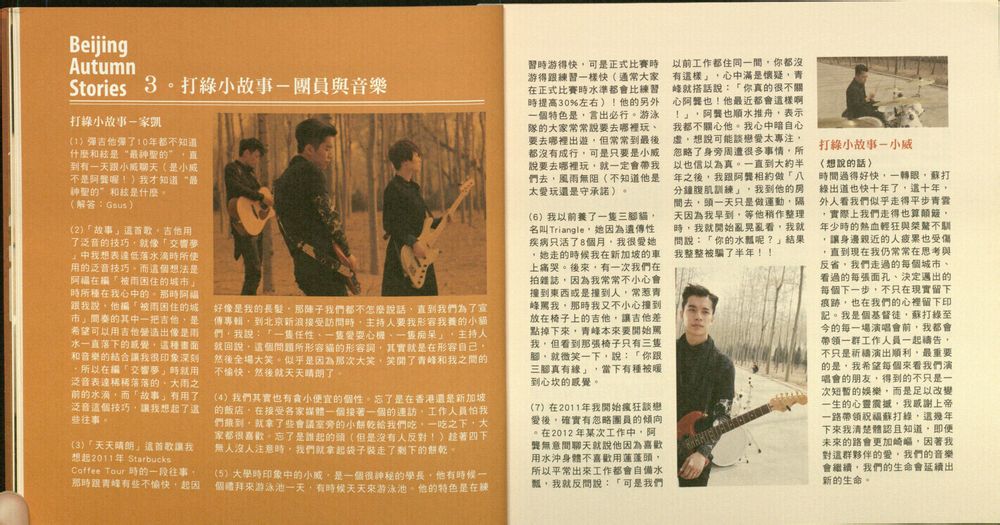 Beijing
Autumn
Stories
3。打綠小故事－團員與音樂
打綠小故事－家凱
(1) 彈吉他彈了10年都不知道
什麼和絃是“最神聖的”，直
到有一天跟小威聊天（是小威
不是阿龔喔！）我才知道“最
神聖的”和絃是什麼。
(解答：Gsus)
(2)「故事」這首歌，吉他用
了泛音的技巧，就像「交響夢
」中我想表達低落水滴時所使
用的泛音技巧。而這個想法是
阿福在編「被雨困住的城市」
時所種在我心中的。那時阿福
跟我說，他編「被雨困住的城
市」間奏的其中一把吉他，是
希望可以用吉他營造出像是雨
水一直落下的感覺，這種畫面
和音樂的結合讓我很印象深刻
，所以在編「交響夢」時就用
泛音表達稀稀落落的、大雨之
前的水滴，而「故事」有用了
泛音這個技巧，讓我想起了這
些往事。
(3)「天天晴朗」這首歌讓我
想起2011年 Starbucks
Coffee Tour 時的一段往事，
那時跟青峰有些不愉快，起因
好像是我的長髮，那陣子我們都不怎麼說話，直到我們為了宣
傳專輯，到北京新浪接受訪問時，主持人要我形容我養的小貓
們，我說：「一隻任性、一隻愛耍心機、一隻痴呆」，主持人
就回說，這個問題所形容貓的形容詞，其實就是在形容自己，
然後全場大笑。似乎是因為那次大笑，笑開了青峰和我之間的
不愉快，然後就天天晴朗了。
(4) 我們其實也有貪小便宜的個性。忘了是在香港還是新加坡
的飯店，在接受各家媒體一個接著一個的連訪，工作人員怕我
們餓到，就拿了些會議室旁的小餅乾給我們吃，一吃之下，大
家都很喜歡。忘了是誰起的頭（但是沒有人反對！）趁著四下
無人沒人注意時，我們就拿起袋子裝走了剩下的餅乾。
(5) 大學時印象中的小威，是一個很神秘的學長，他有時候一
個禮拜來游泳池一天，有時候天天來游泳池。他的特色是在練
習時游得快，可是正式比賽時
游得跟練習一樣快（通常大家
在正式比賽時水準都會比練習
時提高30%左右）！他的另外
一個特色是，言出必行。游泳
隊的大家常常說要去哪裡玩、
要去哪裡出遊，但常常到最後
都沒有成行，可是只要是小威
說要去哪裡玩，就一定會帶我
們去，風雨無阻（不知道他是
太愛玩還是守承諾）。
(6) 我以前養了一隻三腳貓，
名叫Triangle，她因為遺傳性
疾病只活了8個月，我很愛她
，她走的時候我在新加坡的車
上痛哭。後來，有一次我們在
拍雜誌，因為我常常不小心會
撞到東西或是撞到人，常惹青
峰罵我，那時我又不小心撞到
放在椅子上的吉他，讓吉他差
點掉下來，青峰本來要開始罵
我，但看到那張椅子只有三隻
腳，就微笑一下，說：「你跟
三腳真有緣」，當下有種被暖
到心坎的感覺。
(7) 在2011年我開始瘋狂談戀
愛後，確實有忽略團員的傾向
。在2012年某次工作中，阿
龔無意間聊天就說他因為喜歡
用水沖身體不喜歡用蓮蓬頭，
所以平常出來工作都會自備水
瓢，我就反問說：「可是我們
以前工作都住同一間，你都沒
有這樣」，心中滿是懷疑，青
峰就搭話說：「你真的很不關
心阿龔也！他最近都會這樣啊
！」，阿龔也順水推舟，表示
我都不關心他。我心中暗自心
虛，想說可能談戀愛太專注，
忽略了身旁周遭很多事情，所
以也信以為真。一直到大約半
年之後，我跟阿龔相約做「八
分鐘腹肌訓練」，我到他的房
間去，頭一天只是做運動，隔
天因為我早到，等他稍作整理
時，我就開始亂晃亂看，我就
問說：「你的水瓢呢？」結果
我整整被騙了半年！！
打綠小故事－小威
〈想說的話〉
時間過得好快，一轉眼，蘇打
綠出道也快十年了，這十年，
外人看我們似乎走得平步青雲
，實際上我們走得也算顛簸，
年少時的熱血輕狂與桀驁不馴
，讓身邊親近的人疲累也受傷
，直到現在我仍常常在思考與
反省，我們走過的每個城市、
看過的每張面孔、決定邁出的
每個下一步，不只在現實留下
痕跡，也在我們的心裡留下印
記。我是個基督徒，蘇打綠至
今的每一場演唱會前，我都會
帶領一群工作人員一起禱告，
不只是祈禱演出順利，最重要
的是，我希望每個來看我們演
唱會的朋友，得到的不只是一
次短暫的娛樂，而是足以改變
一生的心靈震撼，我感謝上帝
一路帶領祝福蘇打綠，這幾年
下來我清楚體認且知道，即便
未來的路會更加崎嶇，因著我
對這群夥伴的愛，我們的音樂
會繼續，我們的生命會延續出
新的生命。